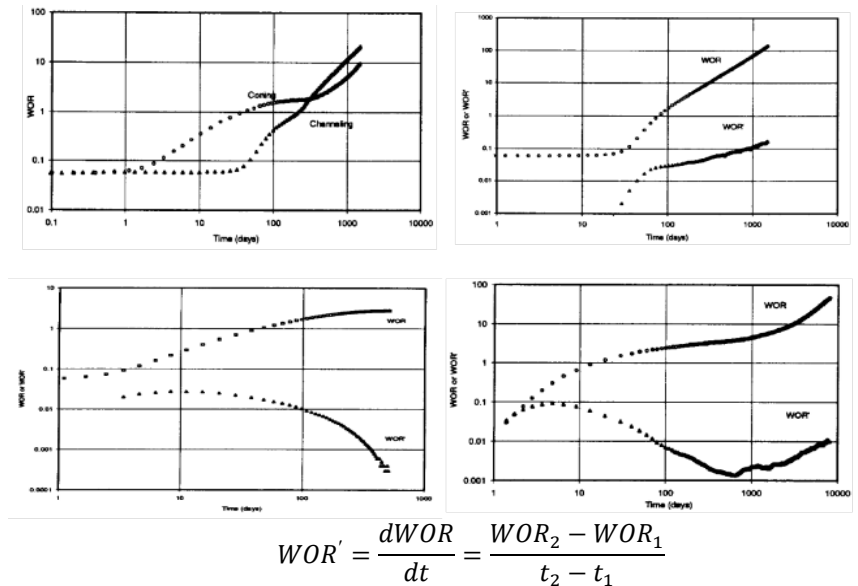 WOR
100
10
1
0.1
0.01
Coning
Channeling
0.1
1
10
100
1000
10000
Time (days)
WOR or WOR'
100
10
1
0.1
0.01
0.001
WOR
WOR'
1
10
100
1000
10000
Time (days)
WOR or WOR'
10
1
0.1
0.01
0.001
0.0001
WOR
WOR'
1
10
100
1000
Time (days)
WOR or WOR'
100
10
1
0.1
0.01
0.001
WOR
WOR'
1
10
100
1000
10000
Time (days)
WOR' = dWOR/dt = (WOR₂ − WOR₁)/(t₂ − t₁)